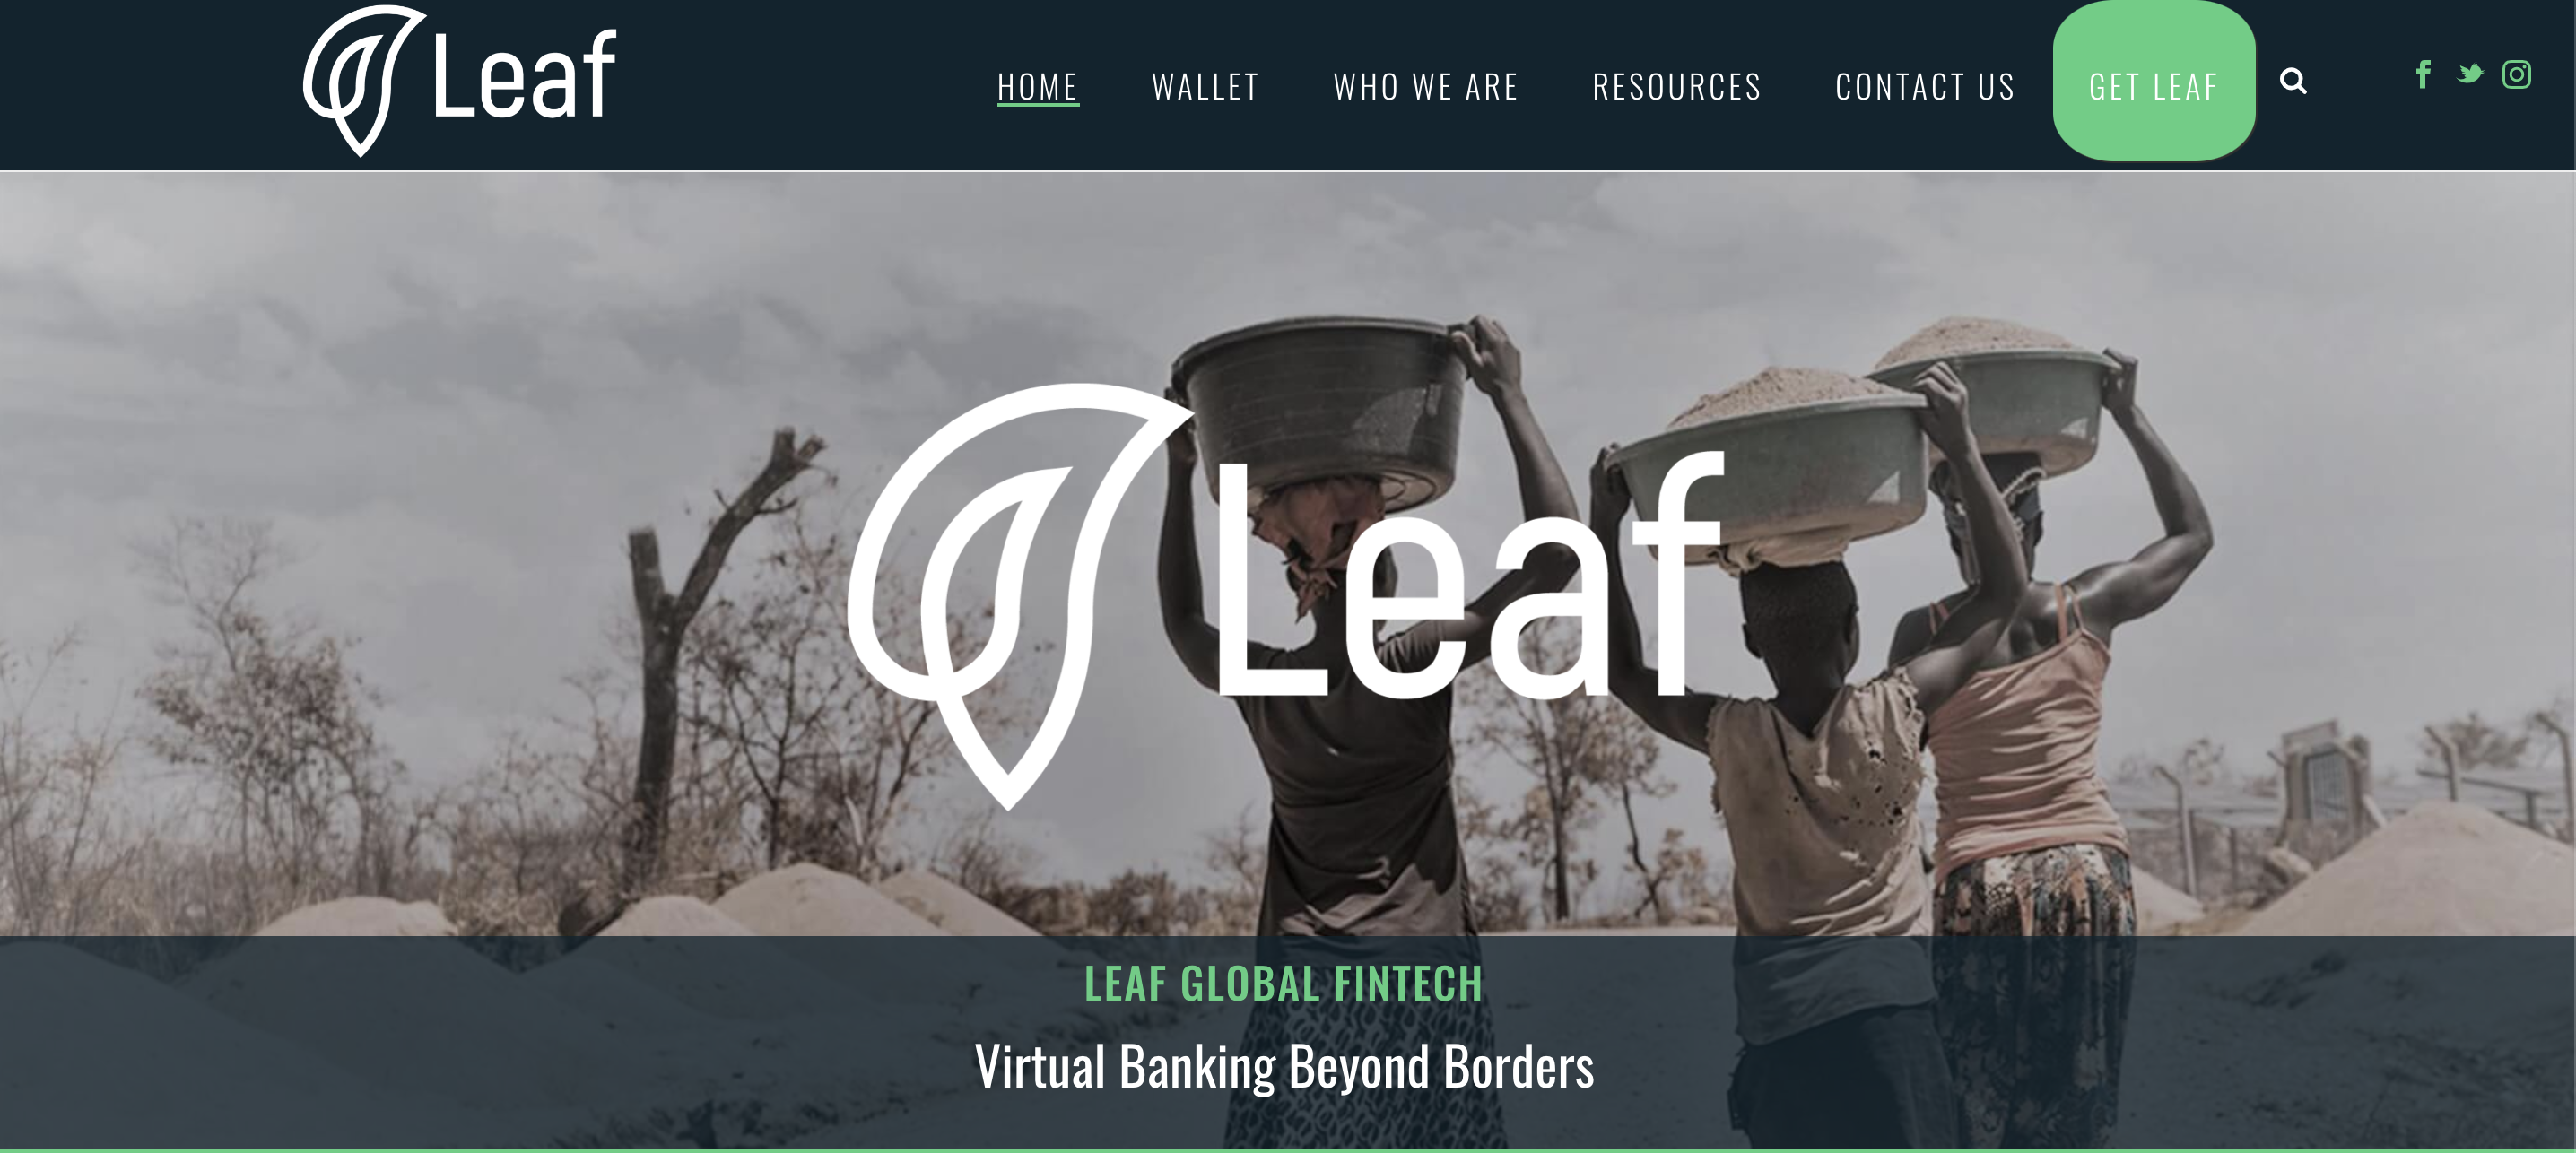 Leaf
HOME WALLET WHO WE ARE RESOURCES CONTACT US GET LEAF
Leaf
LEAF GLOBAL FINTECH
Virtual Banking Beyond Borders